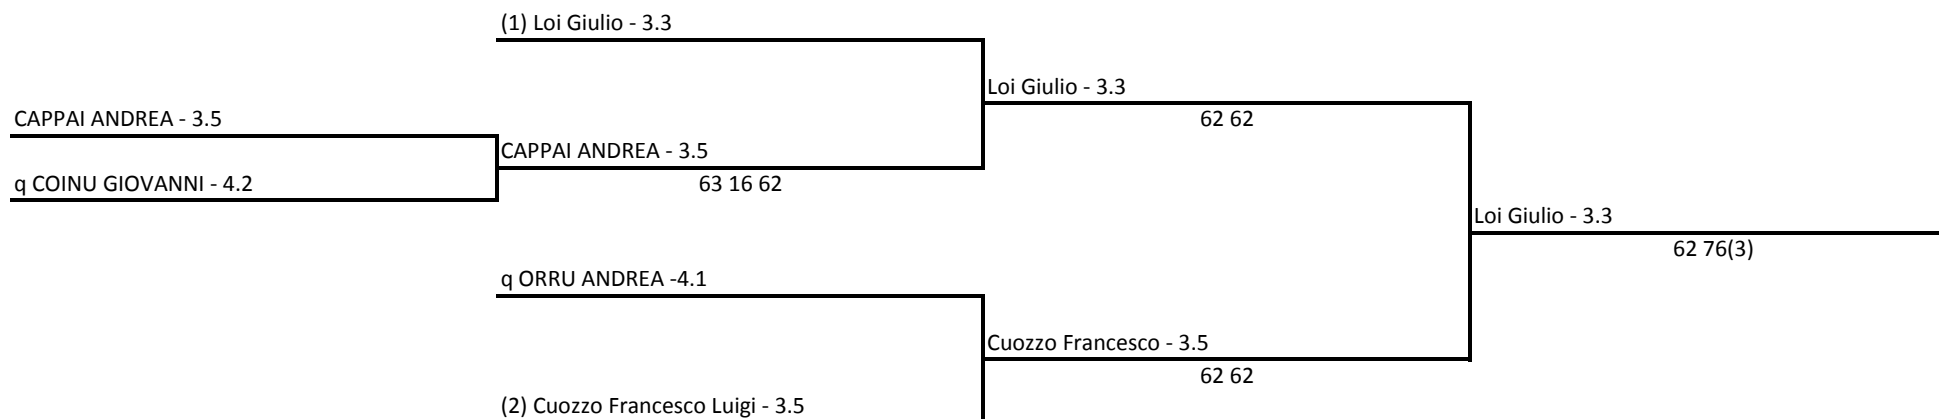 (1) Loi Giulio - 3.3
Loi Giulio - 3.3
62 62
CAPPAI ANDREA - 3.5
CAPPAI ANDREA - 3.5
q COINU GIOVANNI - 4.2
63 16 62
Loi Giulio - 3.3
62 76(3)
q ORRU ANDREA -4.1
Cuozzo Francesco - 3.5
62 62
(2) Cuozzo Francesco Luigi - 3.5